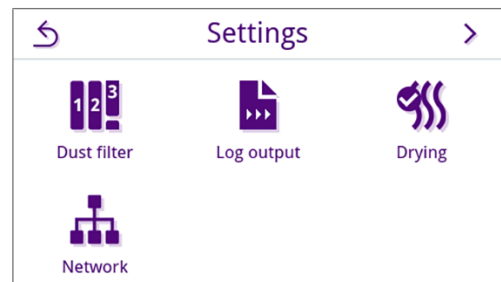 Settings
1 2 3
Dust filter
Log output
Drying
Network